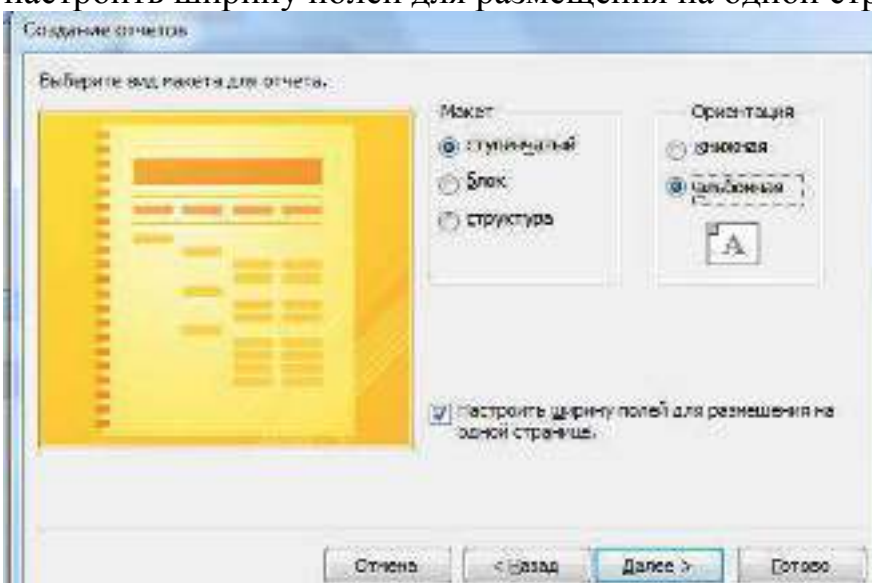 настроить ширину полей для размещения на одной стр
Создание отчетов
Выберите вид макета для отчета.
Макет
ступенчатый
блок
структура
Ориентация
книжная
альбомная
A
Настроить ширину полей для размещения на
одной странице.
Отмена
< Назад
Далее >
Готово